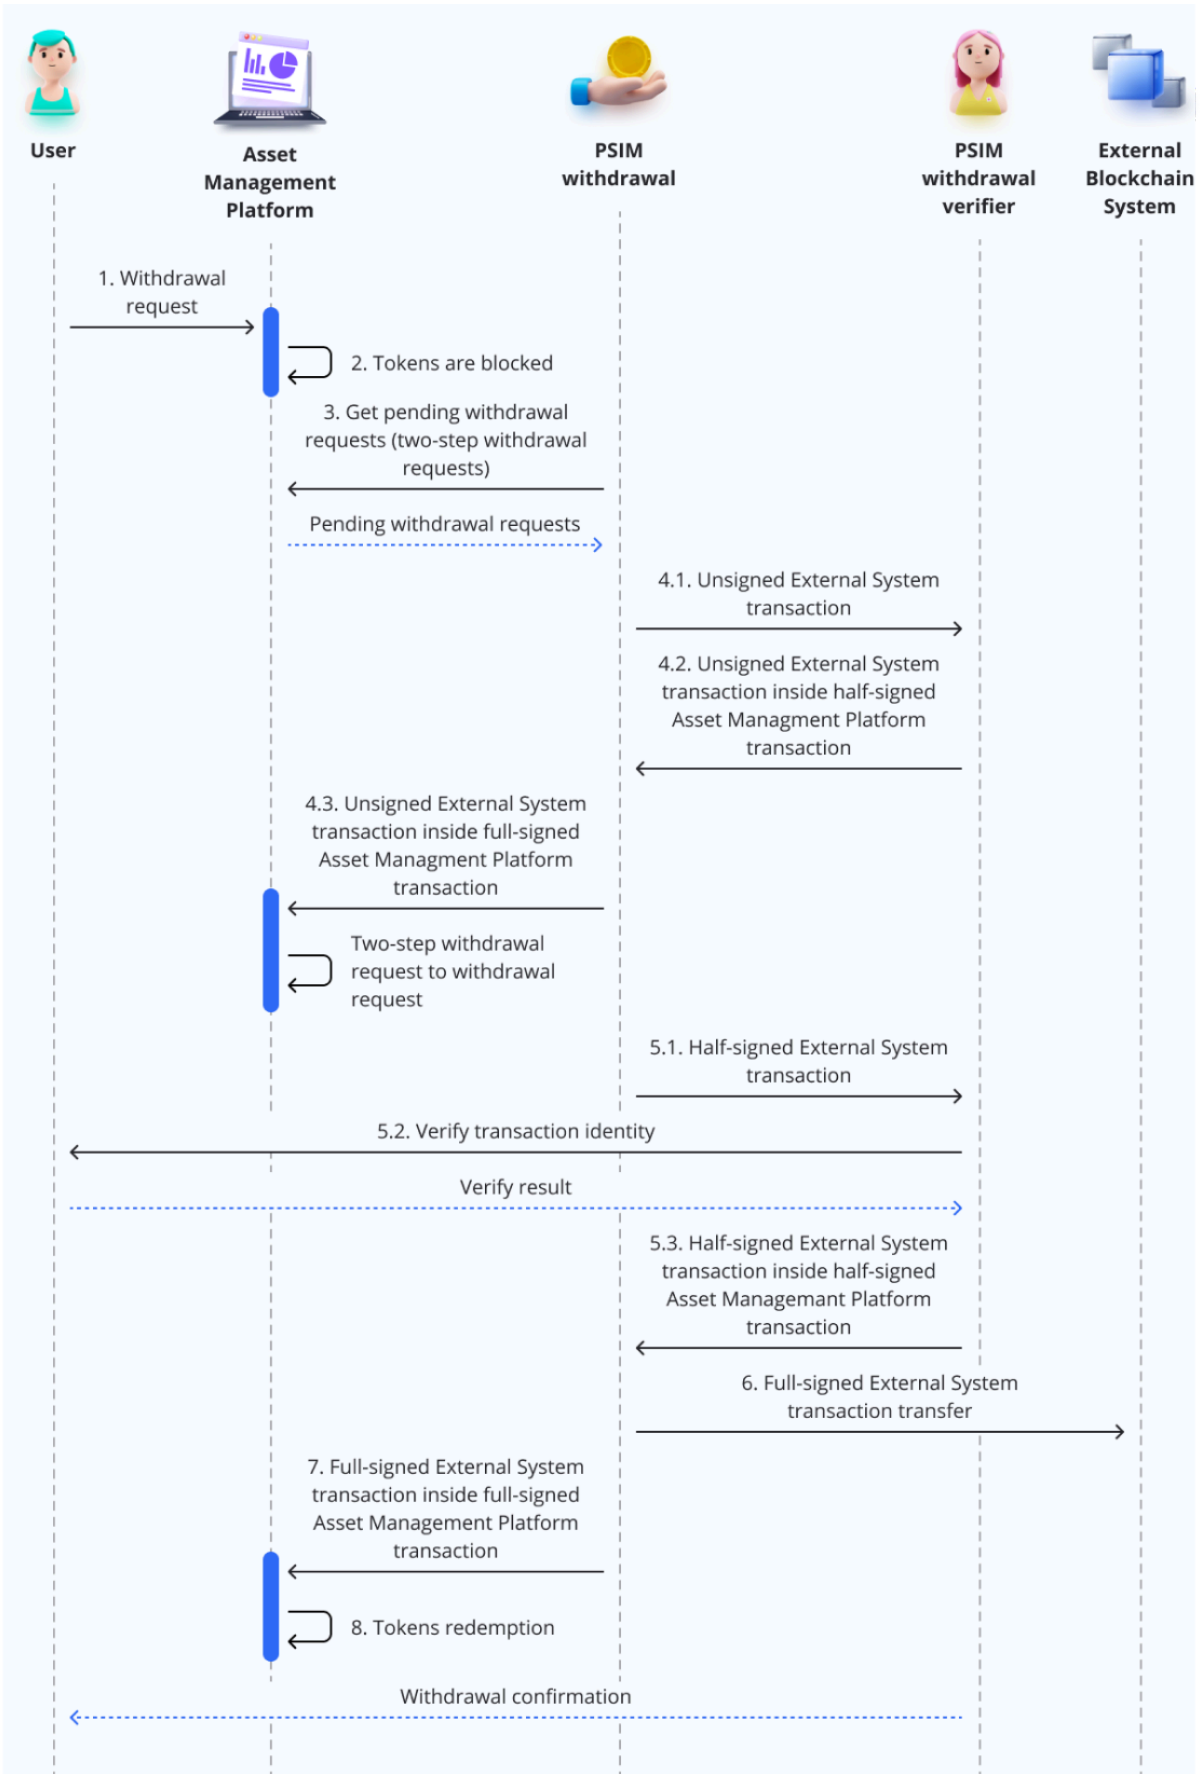 User
Asset
Management
Platform
PSIM
withdrawal
PSIM
withdrawal
verifier
External
Blockchain
System
1. Withdrawal
request
2. Tokens are blocked
3. Get pending withdrawal
requests (two-step withdrawal
requests)
Pending withdrawal requests
4.1. Unsigned External System
transaction
4.2. Unsigned External System
transaction inside half-signed
Asset Managment Platform
transaction
4.3. Unsigned External System
transaction inside full-signed
Asset Managment Platform
transaction
Two-step withdrawal
request to withdrawal
request
5.1. Half-signed External System
transaction
5.2. Verify transaction identity
Verify result
5.3. Half-signed External System
transaction inside half-signed
Asset Managemant Platform
transaction
6. Full-signed External System
transaction transfer
7. Full-signed External System
transaction inside full-signed
Asset Management Platform
transaction
8. Tokens redemption
Withdrawal confirmation